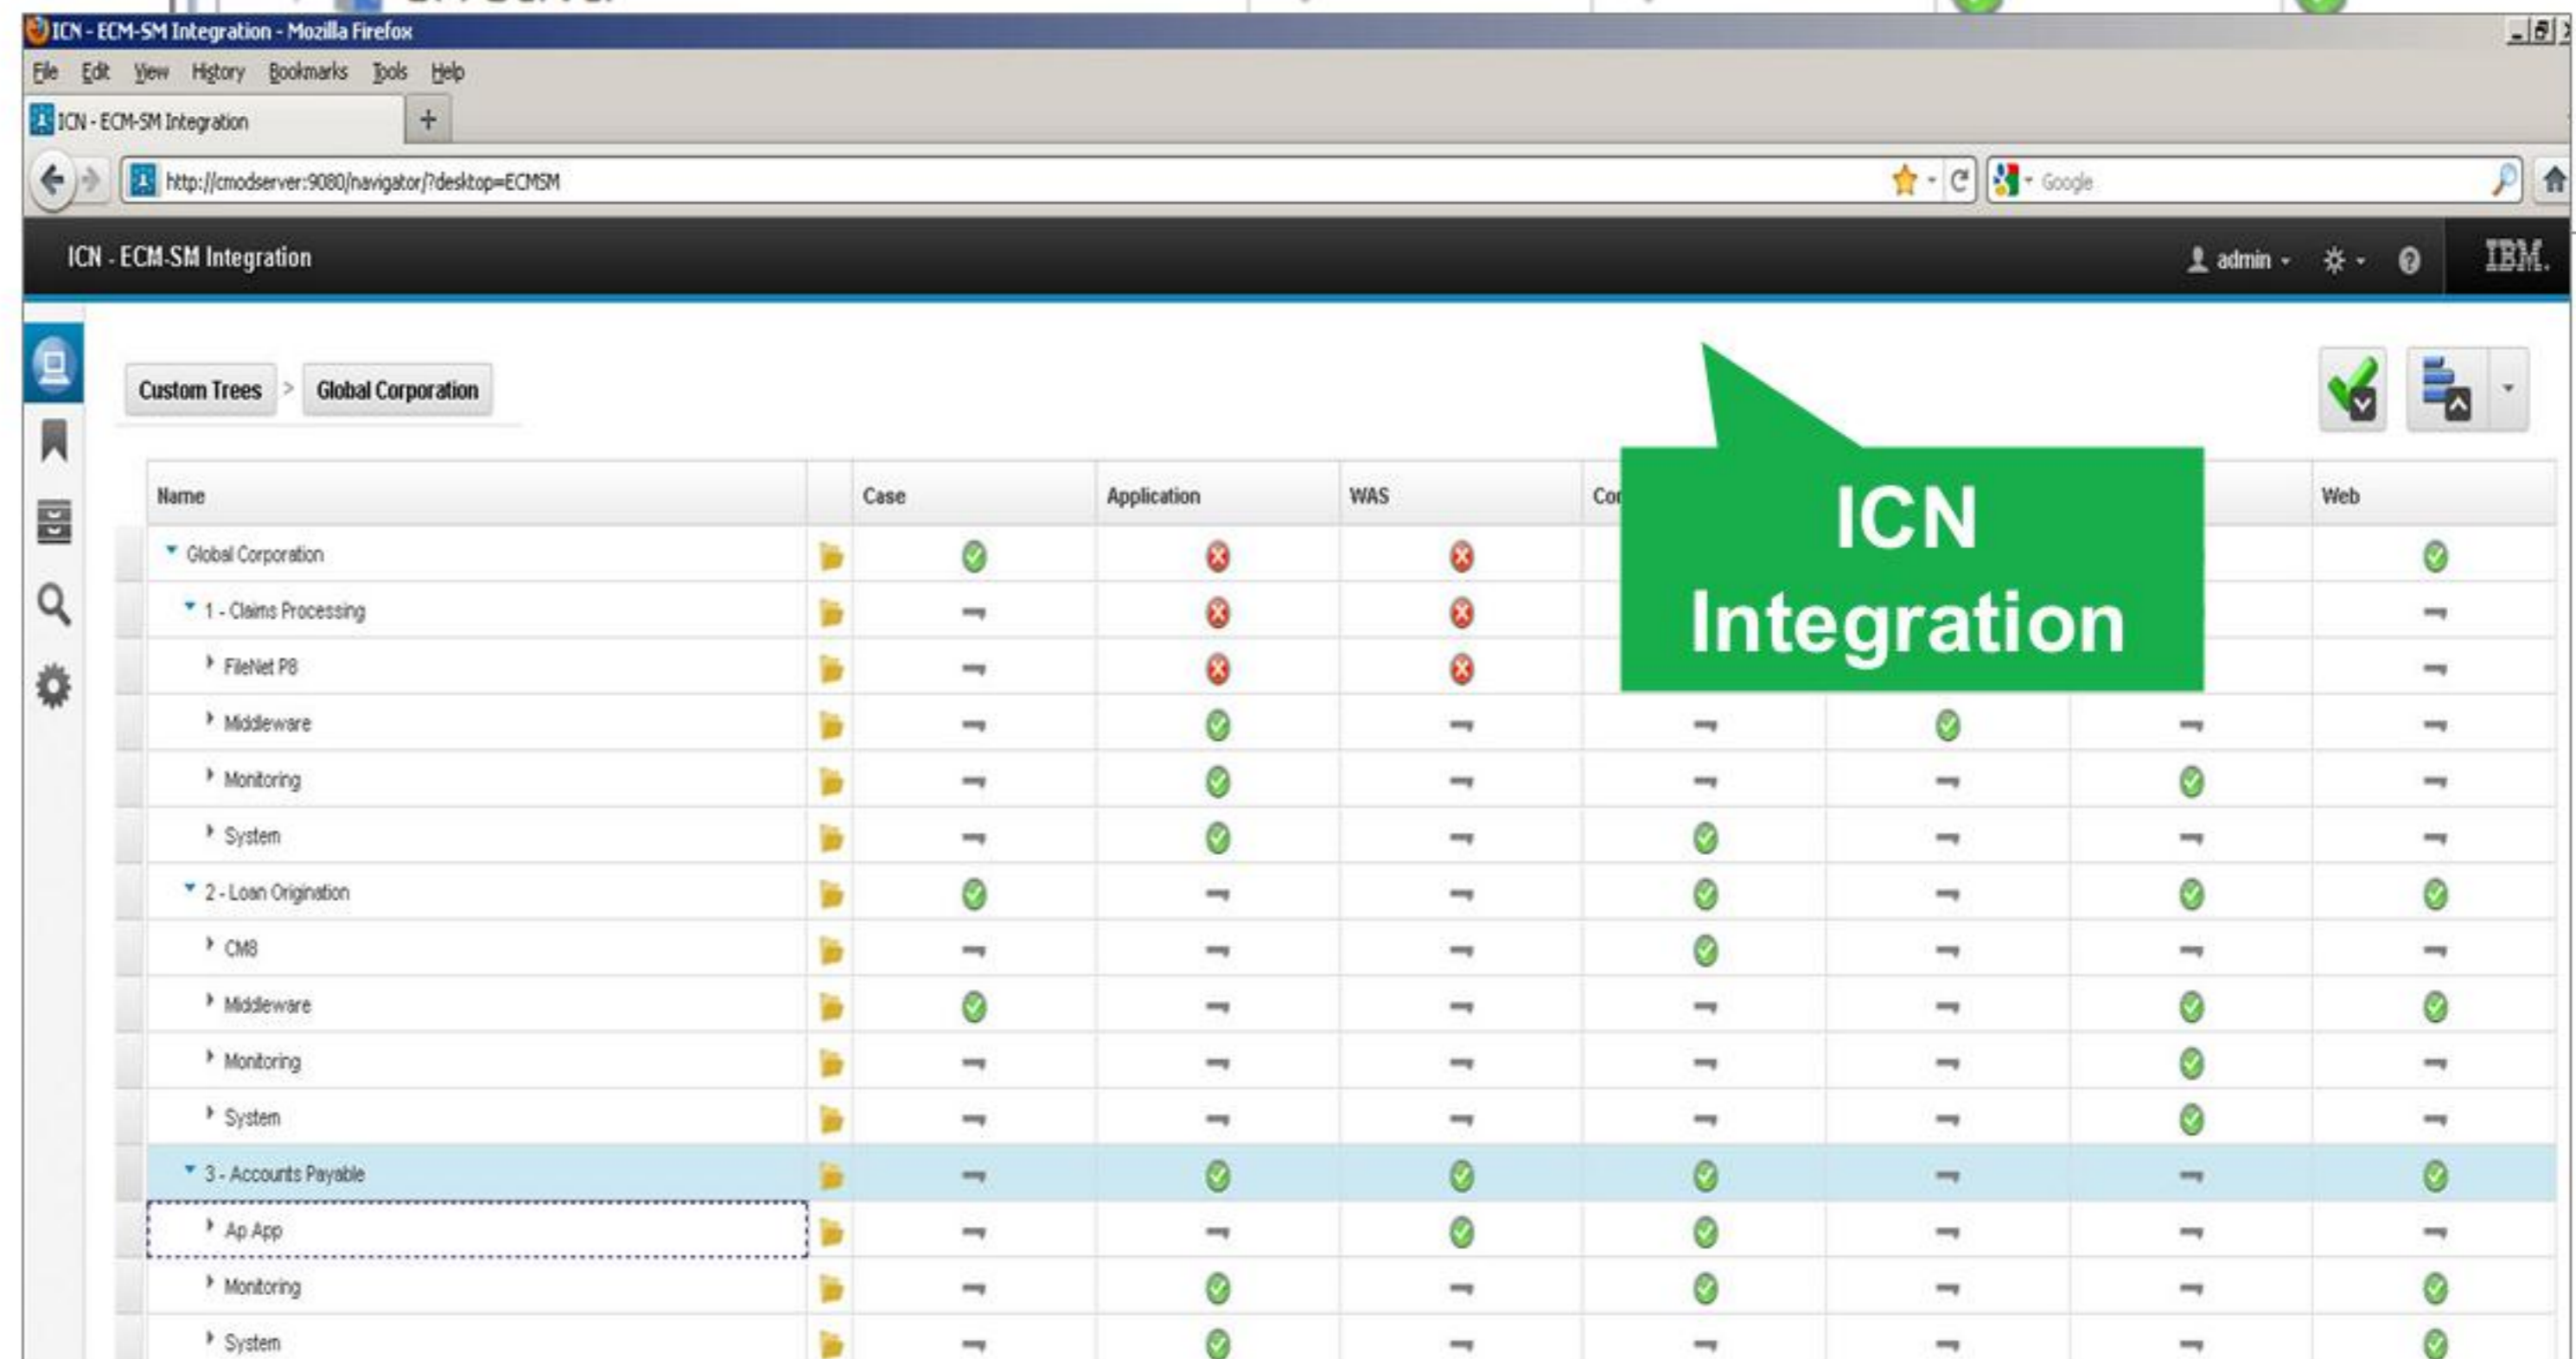 ICN - ECM-SM Integration - Mozilla Firefox
File Edit View History Bookmarks Tools Help
ICN - ECM-SM Integration +
http://cmodserver:9080/navigator/?desktop=ECMSM Google
ICN - ECM-SM Integration admin IBM.
Custom Trees > Global Corporation
Name Case Application WAS Web
ICN
Integration
Global Corporation
1 - Claims Processing
FileNet P8
Middleware
Monitoring
System
2 - Loan Origination
CM8
Middleware
Monitoring
System
3 - Accounts Payable
Ap App
Monitoring
System